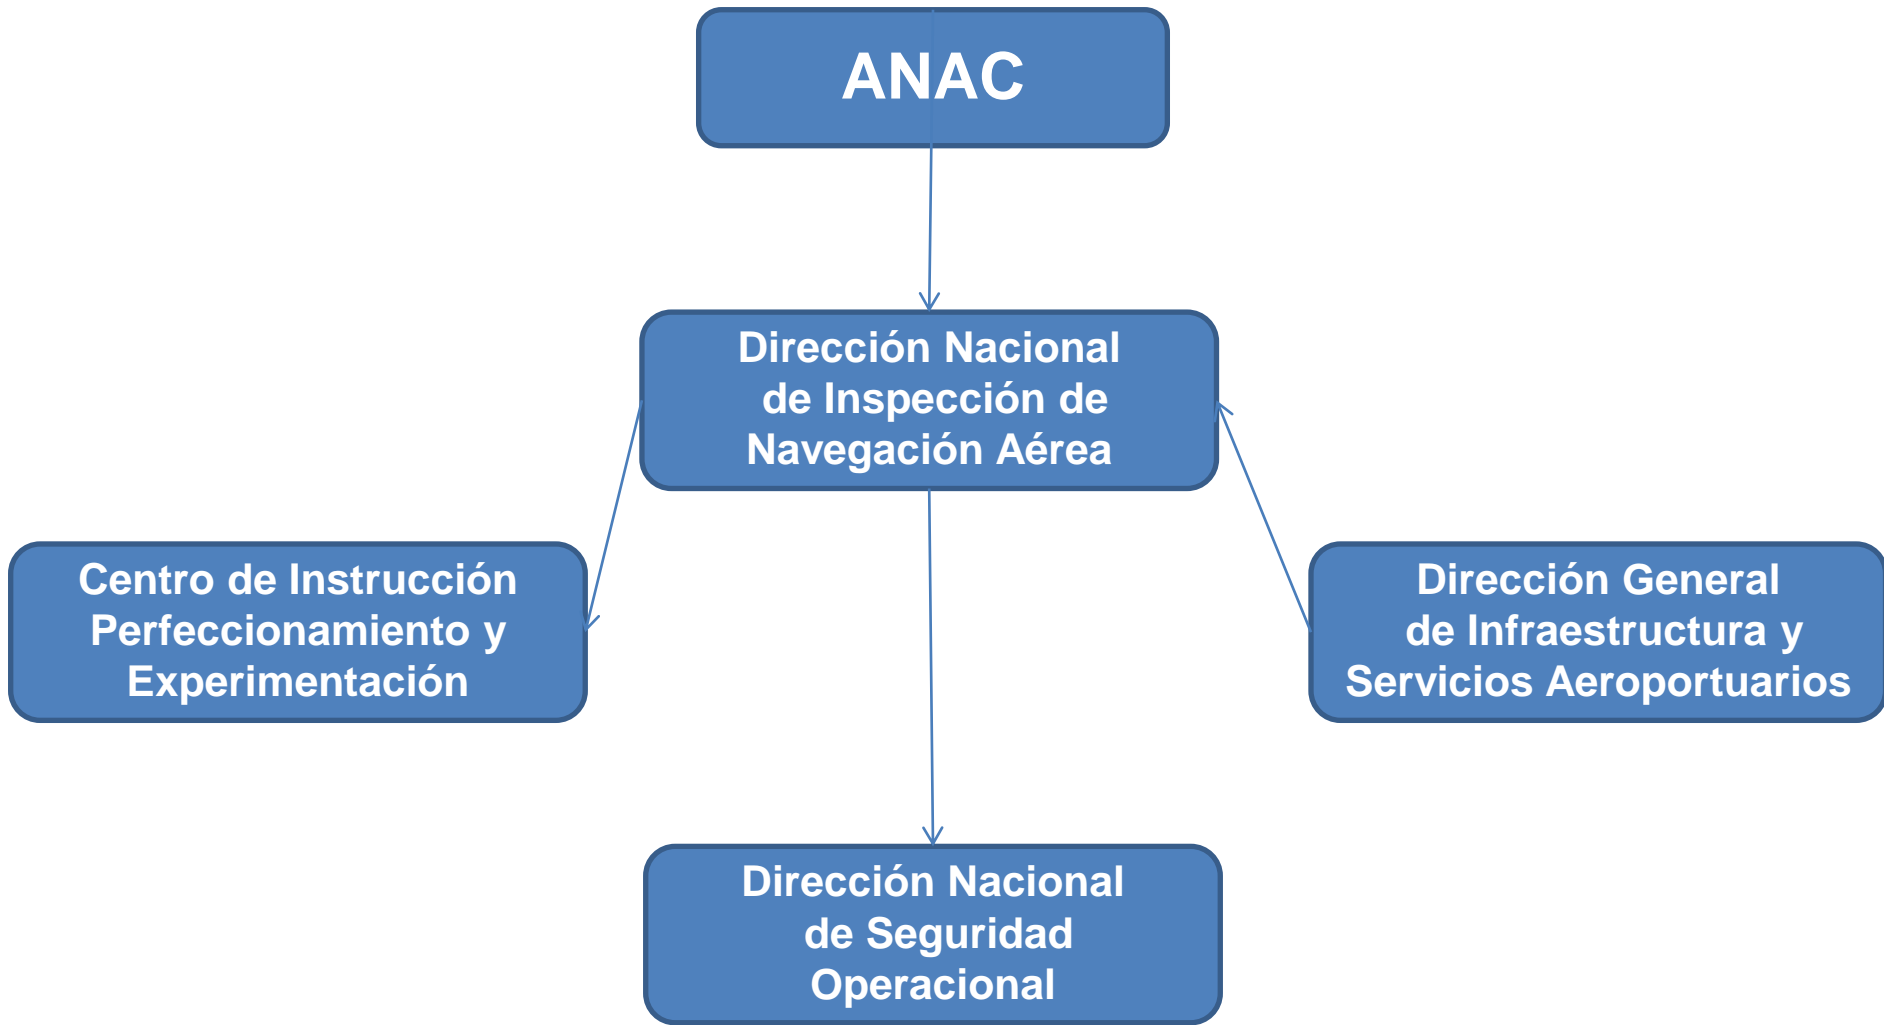 ANAC
Dirección Nacional
de Inspección de
Navegación Aérea
Centro de Instrucción
Perfeccionamiento y
Experimentación
Dirección General
de Infraestructura y
Servicios Aeroportuarios
Dirección Nacional
de Seguridad
Operacional